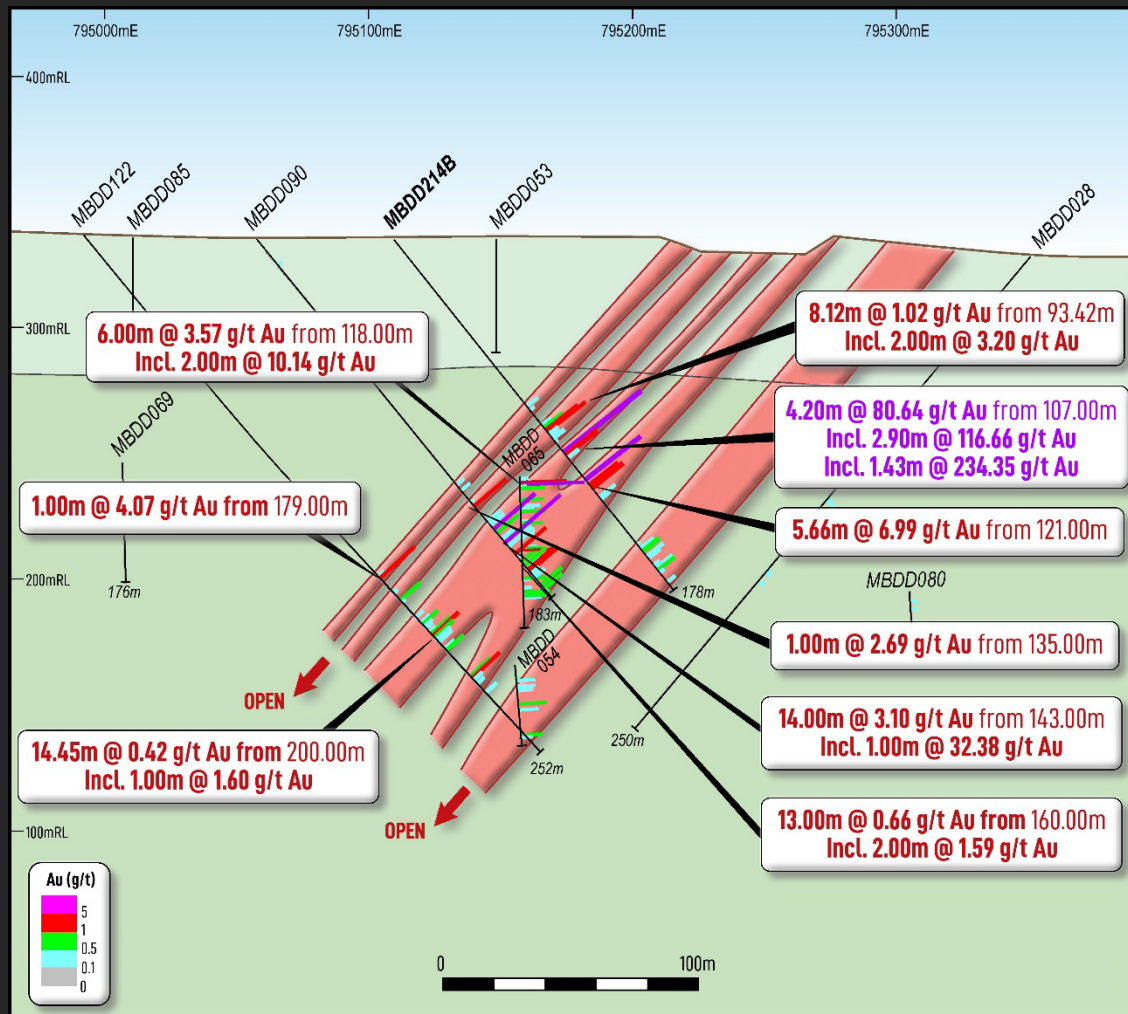 795000mE
795100mE
795200mE
795300mE
400mRL
MBDD122
MBDD085
MBDD090
MBDD214B
MBDD053
MBDD028
300mRL
6.00m @ 3.57 g/t Au from 118.00m
Incl. 2.00m @ 10.14 g/t Au
8.12m @ 1.02 g/t Au from 93.42m
Incl. 2.00m @ 3.20 g/t Au
4.20m @ 80.64 g/t Au from 107.00m
Incl. 2.90m @ 116.66 g/t Au
Incl. 1.43m @ 234.35 g/t Au
MBDD069
MBDD
065
1.00m @ 4.07 g/t Au from 179.00m
5.66m @ 6.99 g/t Au from 121.00m
200mRL
176m
178m
MBDD080
183m
1.00m @ 2.69 g/t Au from 135.00m
MBDD
054
OPEN
14.00m @ 3.10 g/t Au from 143.00m
Incl. 1.00m @ 32.38 g/t Au
14.45m @ 0.42 g/t Au from 200.00m
Incl. 1.00m @ 1.60 g/t Au
250m
252m
13.00m @ 0.66 g/t Au from 160.00m
Incl. 2.00m @ 1.59 g/t Au
OPEN
100mRL
Au (g/t)
5
1
0.5
0.1
0
0
100m